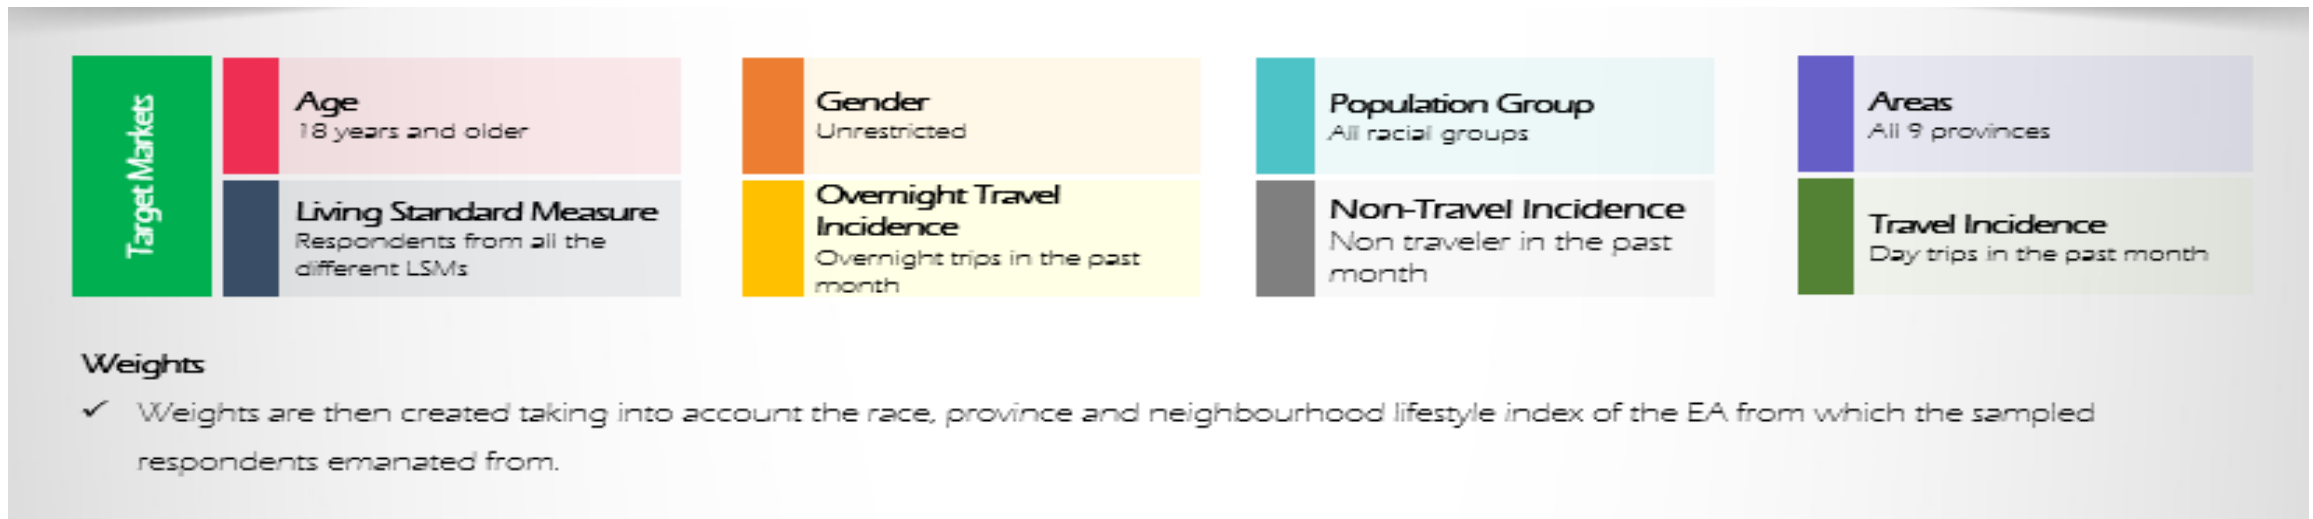 Target Markets
Age
18 years and older
Gender
Unrestricted
Population Group
All racial groups
Areas
All 9 provinces
Living Standard Measure
Respondents from all the
different LSMs
Overnight Travel
Incidence
Overnight trips in the past
month
Non-Travel Incidence
Non traveler in the past
month
Travel Incidence
Day trips in the past month
Weights
✓ Weights are then created taking into account the race, province and neighbourhood lifestyle index of the EA from which the sampled
respondents emanated from.